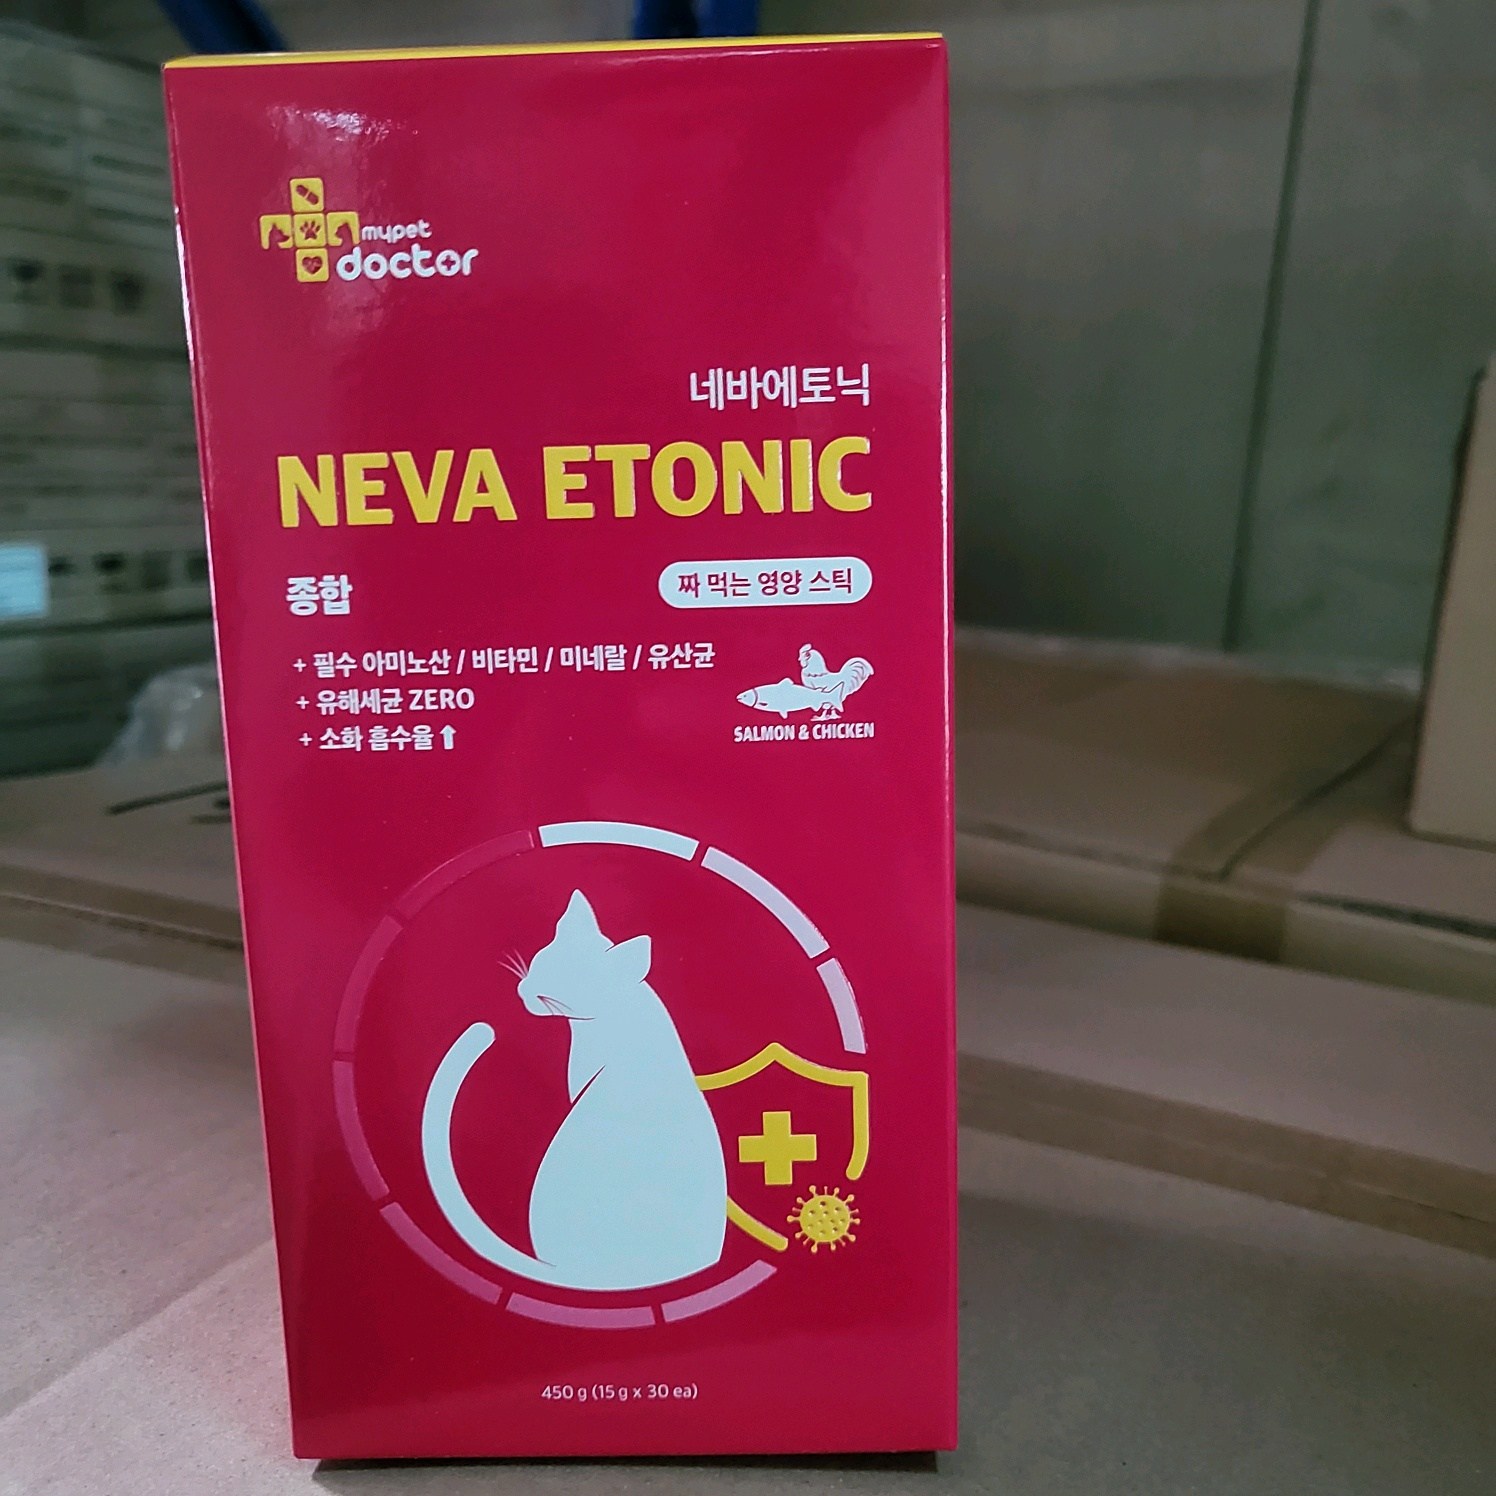 mypet
doctor
네바에토닉
NEVA ETONIC
종합
짜 먹는 영양 스틱
+ 필수 아미노산 / 비타민 / 미네랄 / 유산균
+ 유해세균 ZERO
+ 소화 흡수율 ⬆
SALMON & CHICKEN
450 g (15 g x 30 ea)